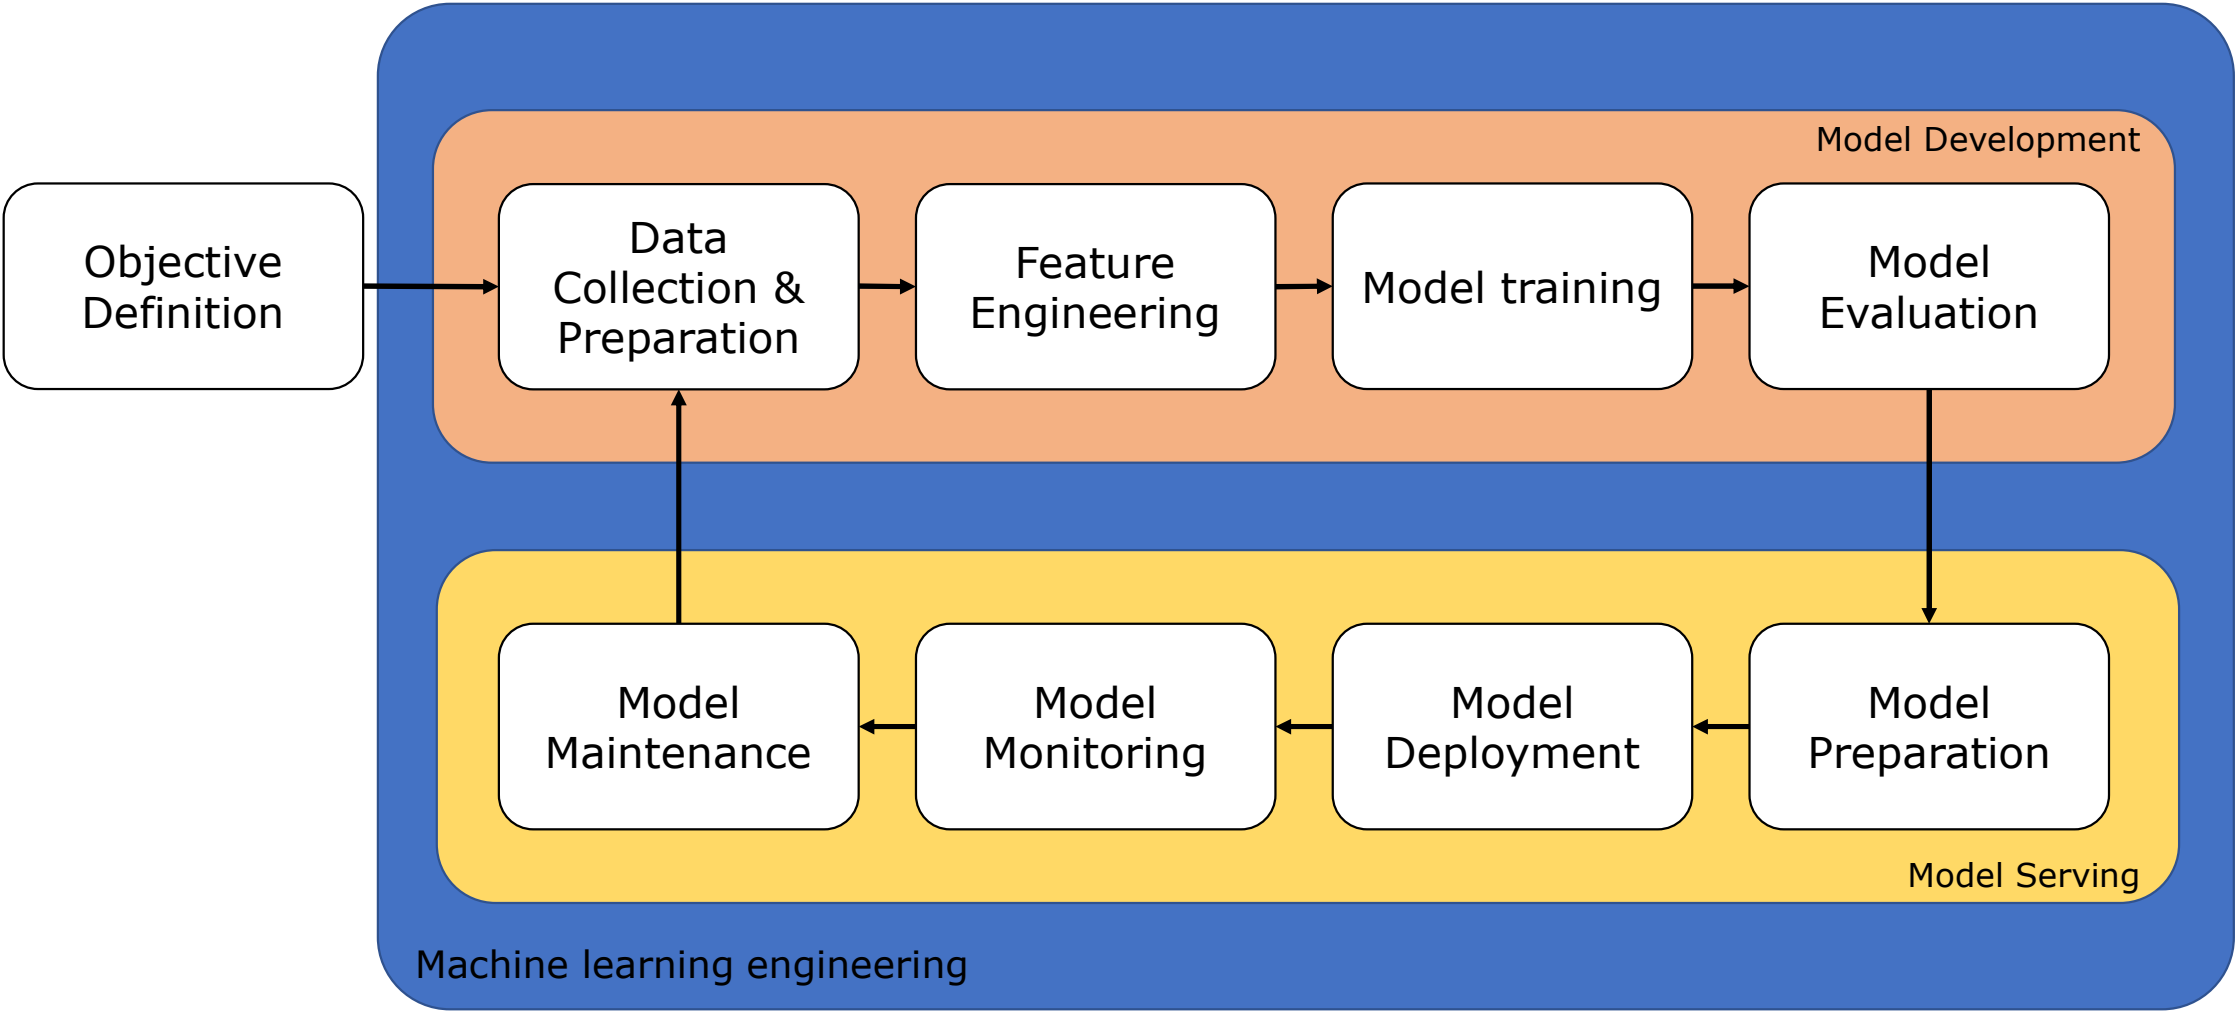 Model Development
Objective
Definition
Data
Collection &
Preparation
Feature
Engineering
Model training
Model
Evaluation
Model
Maintenance
Model
Monitoring
Model
Deployment
Model
Preparation
Model Serving
Machine learning engineering